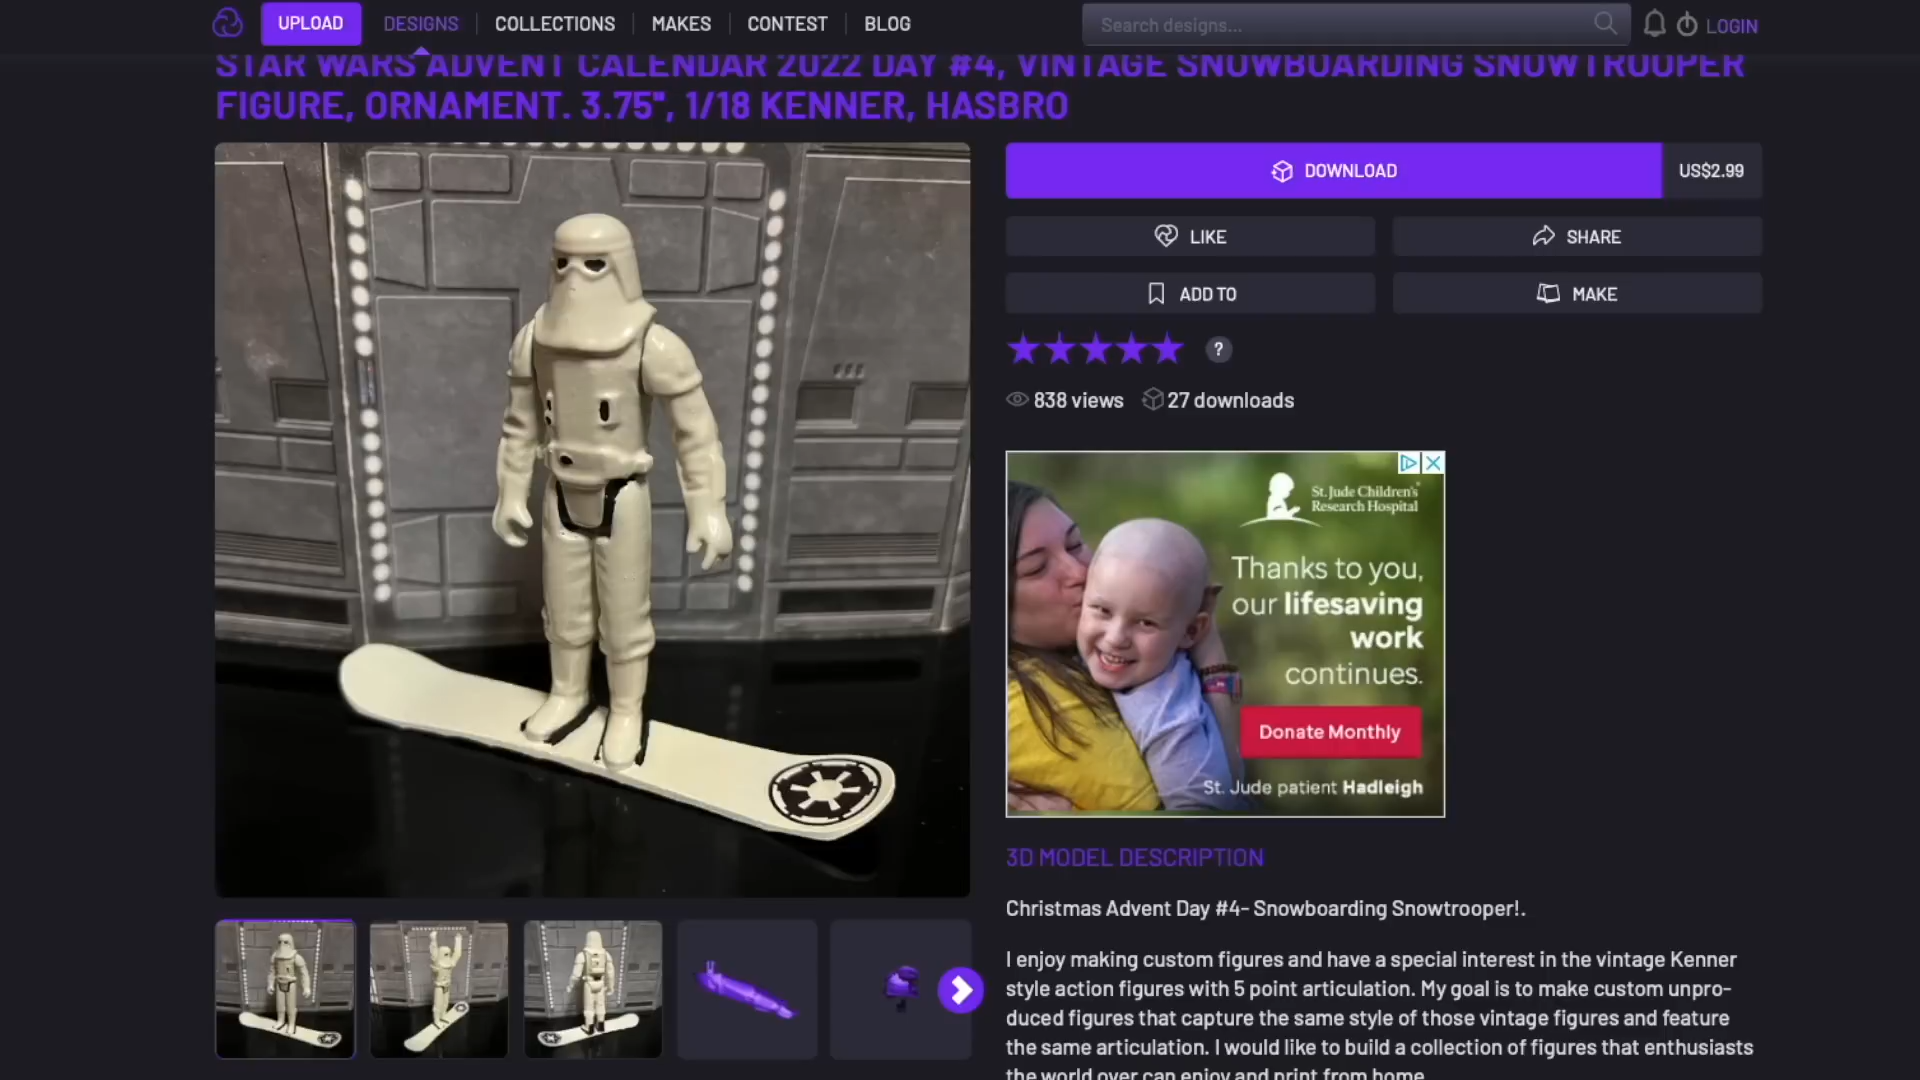 UPLOAD
DESIGNS
COLLECTIONS
MAKES
CONTEST
BLOG
Search designs...
LOGIN
STAR WARS ADVENT CALENDAR 2022 DAY #4, VINTAGE SNOWBOARDING SNOWTROOPER
FIGURE, ORNAMENT. 3.75", 1/18 KENNER, HASBRO
DOWNLOAD
US$2.99
LIKE
SHARE
ADD TO
MAKE
?
838 views
27 downloads
St. Jude Children's
Research Hospital
Thanks to you,
our lifesaving
work
continues.
Donate Monthly
St. Jude patient Hadleigh
3D MODEL DESCRIPTION
Christmas Advent Day #4- Snowboarding Snowtrooper!.
I enjoy making custom figures and have a special interest in the vintage Kenner
style action figures with 5 point articulation. My goal is to make custom unpro-
duced figures that capture the same style of those vintage figures and feature
the same articulation. I would like to build a collection of figures that enthusiasts
the world over can enjoy and print from home.